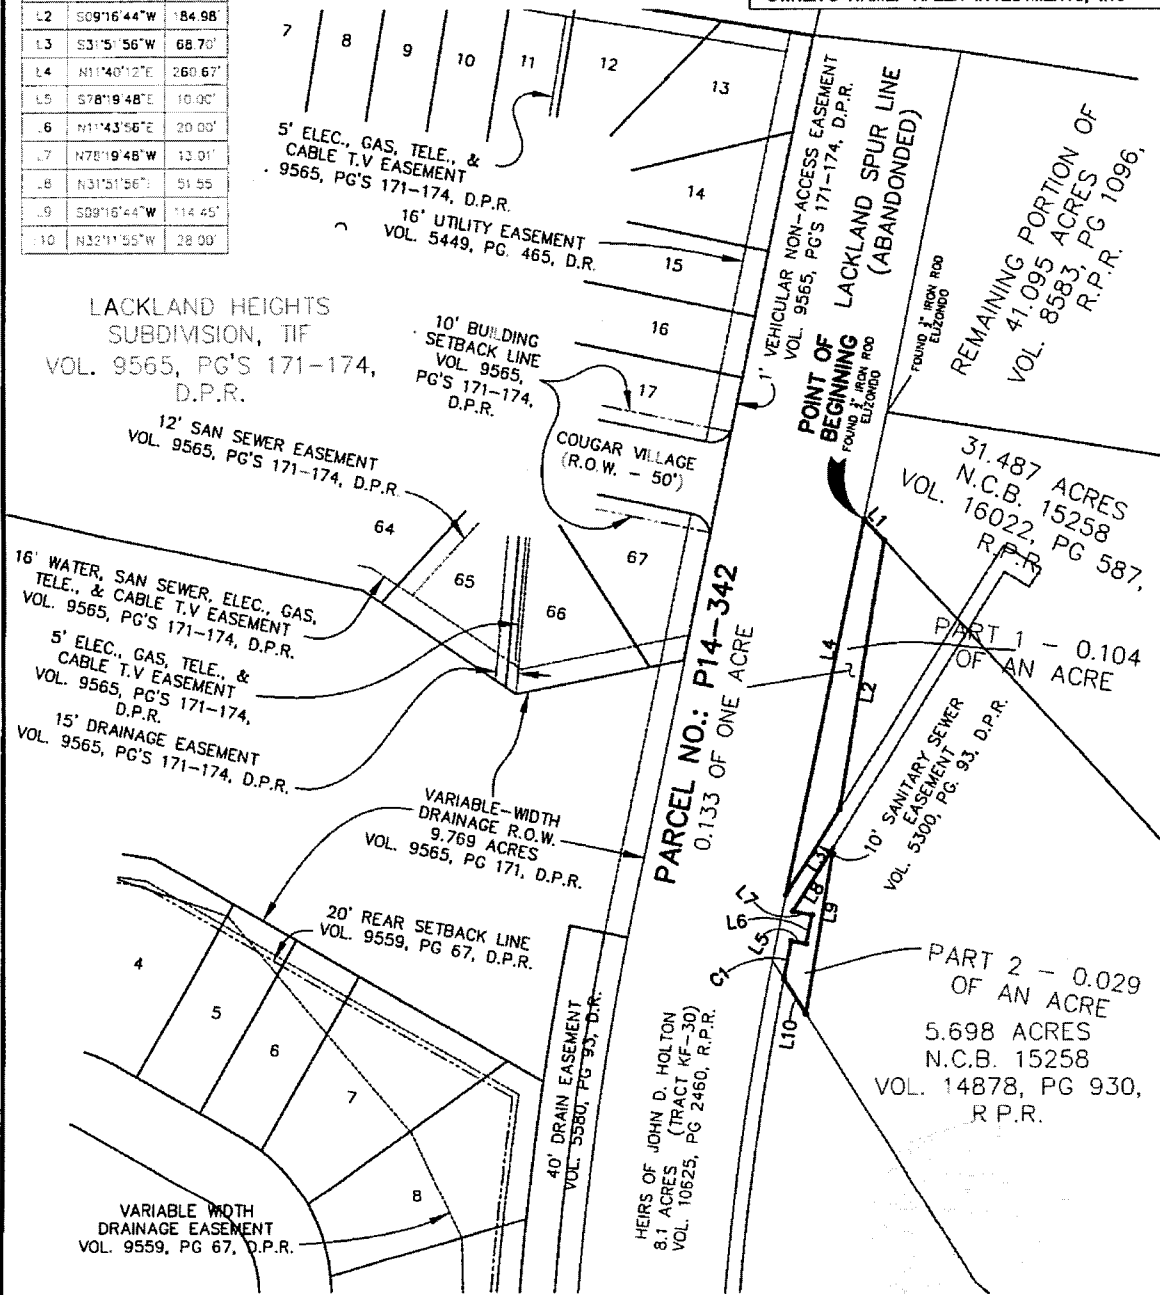 L2 S09°16'44"W 184.98'
L3 S31°51'56"W 68.70'
L4 N11°40'12"E 260.67'
L5 S78°19'48"E 10.00'
L6 N11°43'56"E 20.00'
L7 N78°19'48"W 13.01'
L8 N31°51'56"E 51.55
L9 S09°16'44"W 114.45'
L10 N32°11'55"W 28.00'
7
8
9
10
11
12
13
14
15
16
17
5' ELEC., GAS, TELE., &
CABLE T.V EASEMENT
9565, PG'S 171-174, D.P.R.
16' UTILITY EASEMENT
VOL. 5449, PG. 465, D.R.
1' VEHICULAR NON-ACCESS EASEMENT
VOL. 9565, PG'S 171-174, D.P.R.
LACKLAND SPUR LINE
(ABANDONDED)
REMAINING PORTION OF
41.095 ACRES
VOL. 8583, PG 1096,
R.P.R.
LACKLAND HEIGHTS
SUBDIVISION, TIF
VOL. 9565, PG'S 171-174,
D.P.R.
10' BUILDING
SETBACK LINE
VOL. 9565,
PG'S 171-174,
D.P.R.
POINT OF
BEGINNING
FOUND ½" IRON ROD
ELIZONDO
FOUND ½" IRON ROD
ELIZONDO
12' SAN SEWER EASEMENT
VOL. 9565, PG'S 171-174, D.P.R.
COUGAR VILLAGE
(R.O.W. - 50')
31.487 ACRES
N.C.B. 15258
VOL. 16022, PG 587,
R.P.R
64
65
66
67
L1
16' WATER, SAN SEWER, ELEC., GAS,
TELE., & CABLE T.V EASEMENT
VOL. 9565, PG'S 171-174, D.P.R.
5' ELEC., GAS, TELE., &
CABLE T.V EASEMENT
VOL. 9565, PG'S 171-174,
D.P.R.
15' DRAINAGE EASEMENT
VOL. 9565, PG'S 171-174, D.P.R.
PARCEL NO.: P14-342
0.133 OF ONE ACRE
L4
L2
PART 1 - 0.104
OF AN ACRE
10' SANITARY SEWER
EASEMENT
VOL. 5300, PG. 93, D.P.R.
VARIABLE-WIDTH
DRAINAGE R.O.W.
9.769 ACRES
VOL. 9565, PG 171, D.P.R.
L3
L7
L8
L6
L9
L5
C1
L10
20' REAR SETBACK LINE
VOL. 9559, PG 67, D.P.R.
4
5
6
7
8
40' DRAIN EASEMENT
VOL. 5580, PG 93, D.R.
HEIRS OF JOHN D. HOLTON
8.1 ACRES (TRACT KF-30)
VOL. 10625, PG 2460, R.P.R.
PART 2 - 0.029
OF AN ACRE
5.698 ACRES
N.C.B. 15258
VOL. 14878, PG 930,
R P.R.
VARIABLE WIDTH
DRAINAGE EASEMENT
VOL. 9559, PG 67, D.P.R.